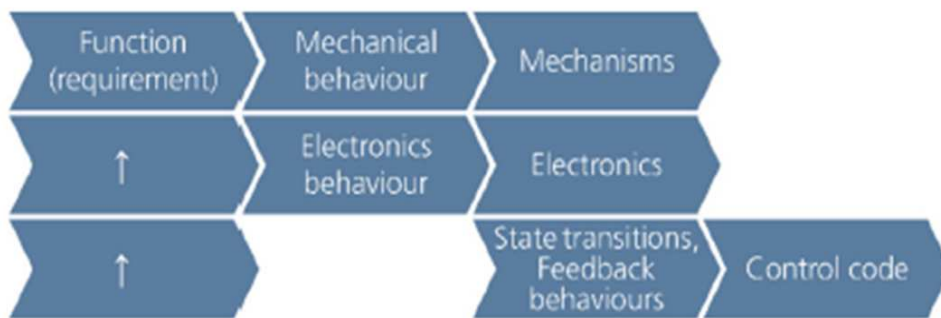 Function
(requirement)
Mechanical
behaviour
Mechanisms
↑
Electronics
behaviour
Electronics
↑
State transitions,
Feedback
behaviours
Control code